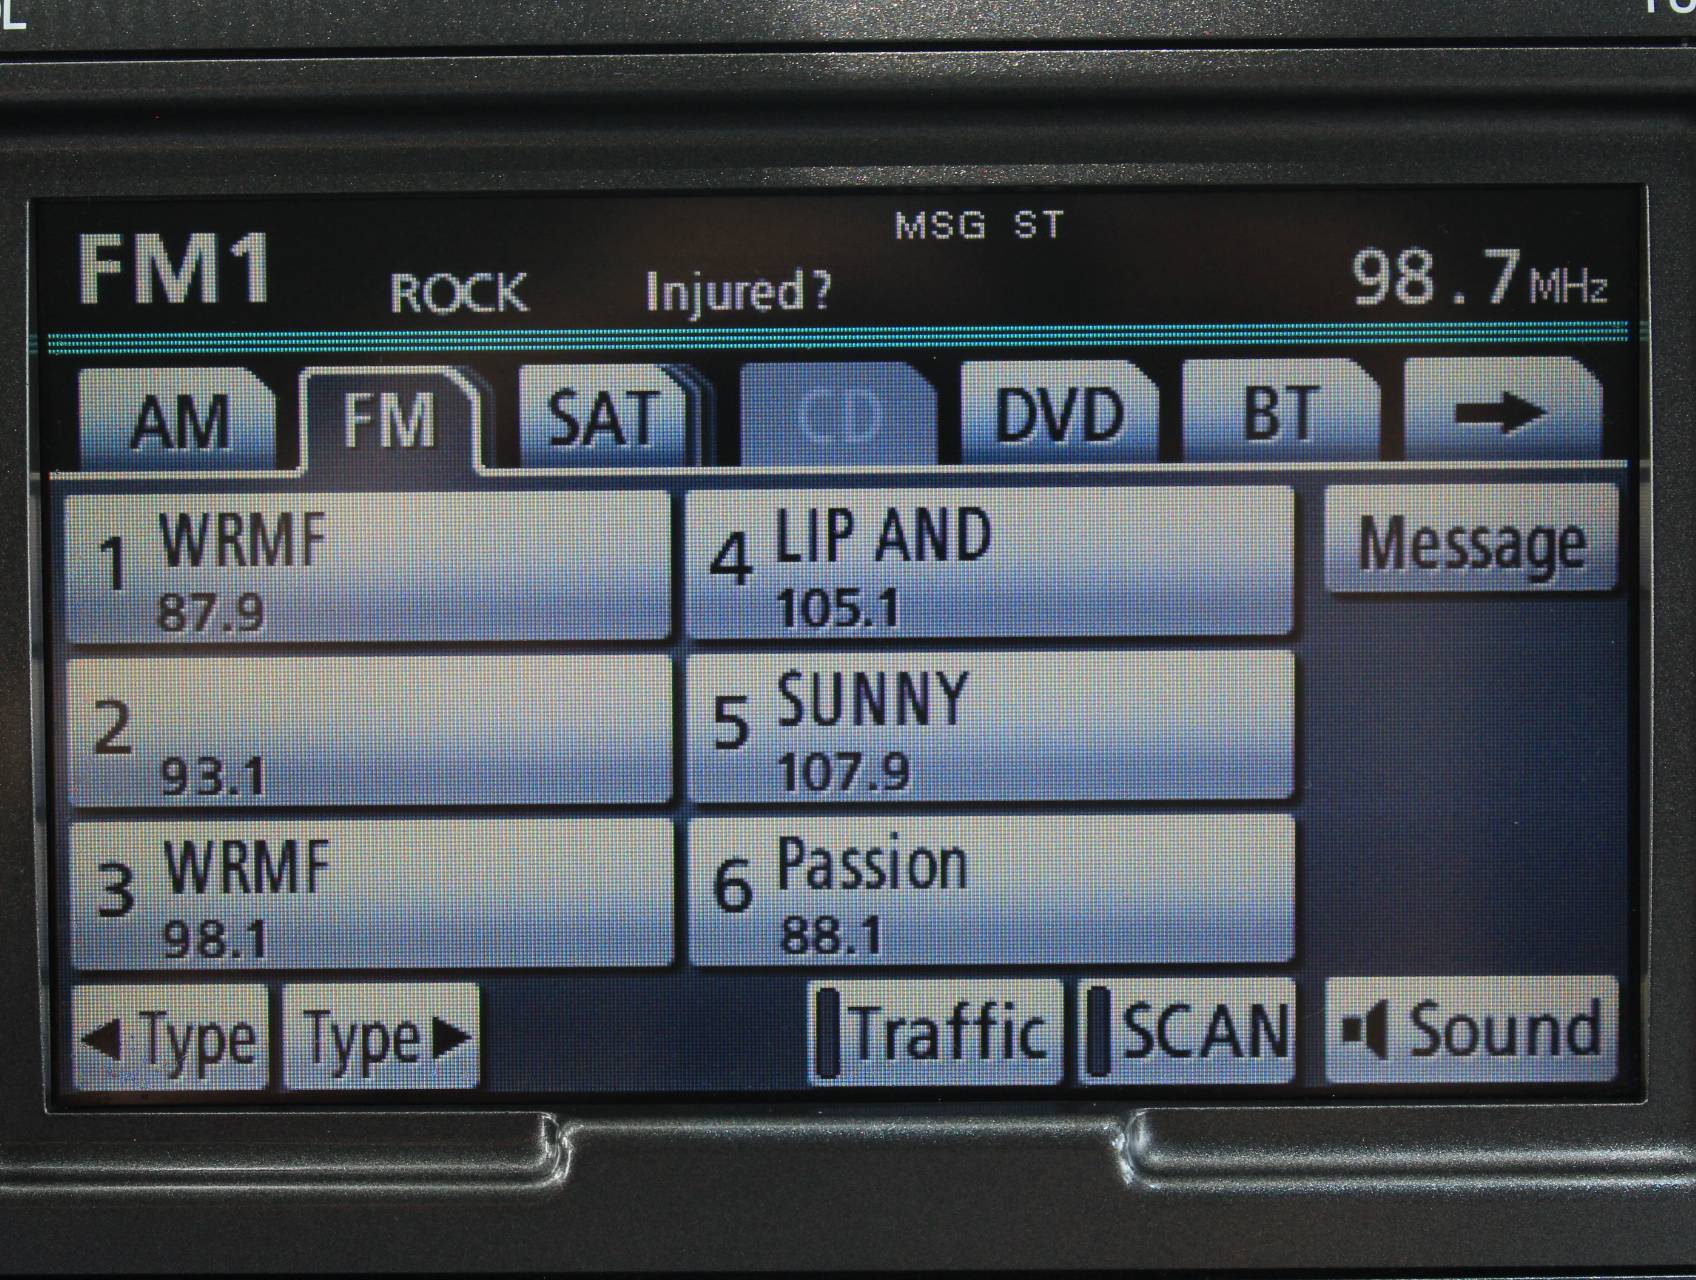 MSG ST
FM1 ROCK Injured? 98.7 MHz
AM FM SAT CD DVD BT
1 WRMF
87.9
4 LIP AND
105.1
Message
2
93.1
5 SUNNY
107.9
3 WRMF
98.1
6 Passion
88.1
Type Type Traffic SCAN Sound